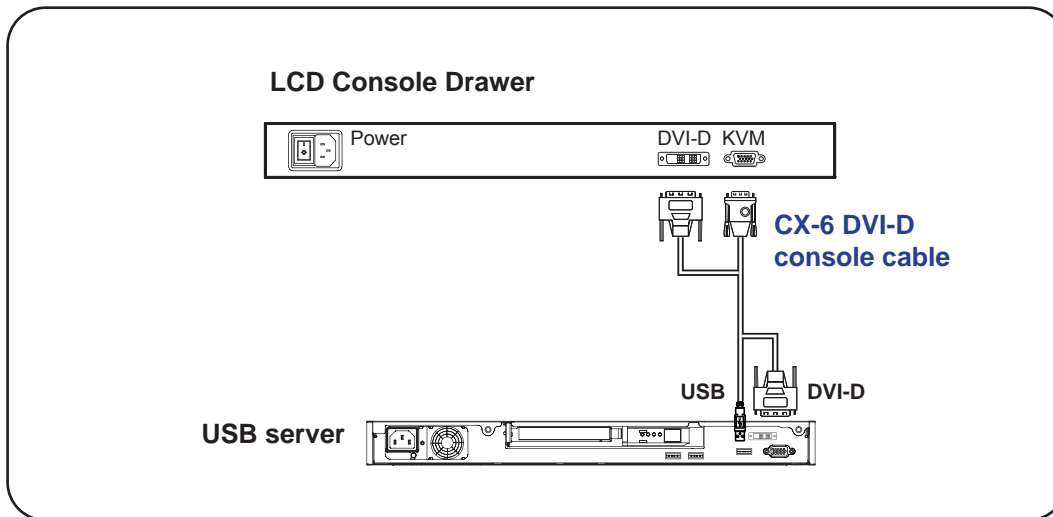 LCD Console Drawer
Power
DVI-D KVM
CX-6 DVI-D
console cable
USB
DVI-D
USB server